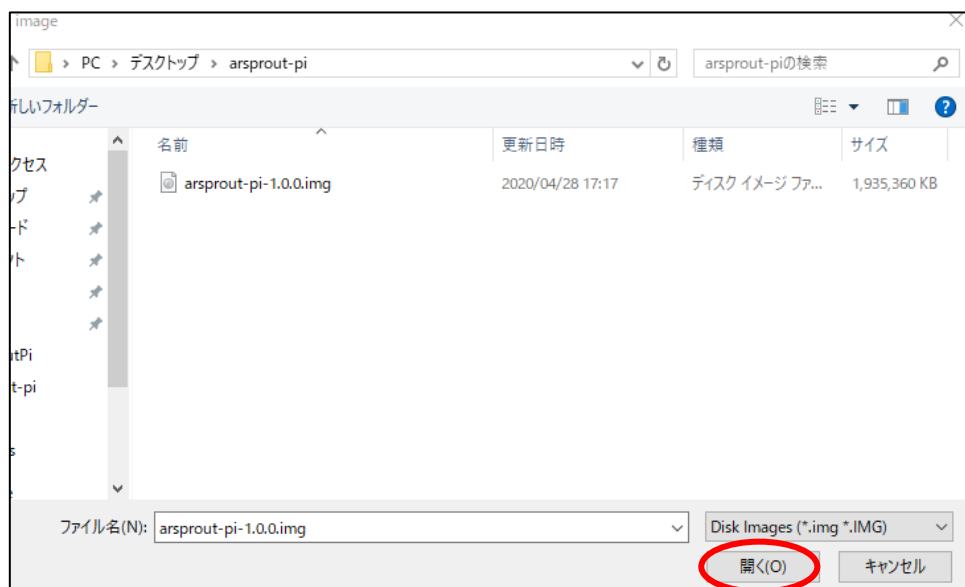 image
PC › デスクトップ › arsprout-pi
arsprout-piの検索
新しいフォルダー
名前 更新日時 種類 サイズ
arsprout-pi-1.0.0.img 2020/04/28 17:17 ディスク イメージ ファ... 1,935,360 KB
クセス
ップ
ード
ント
utPi
t-pi
s
ファイル名(N): arsprout-pi-1.0.0.img Disk Images (*.img *.IMG)
開く(O) キャンセル